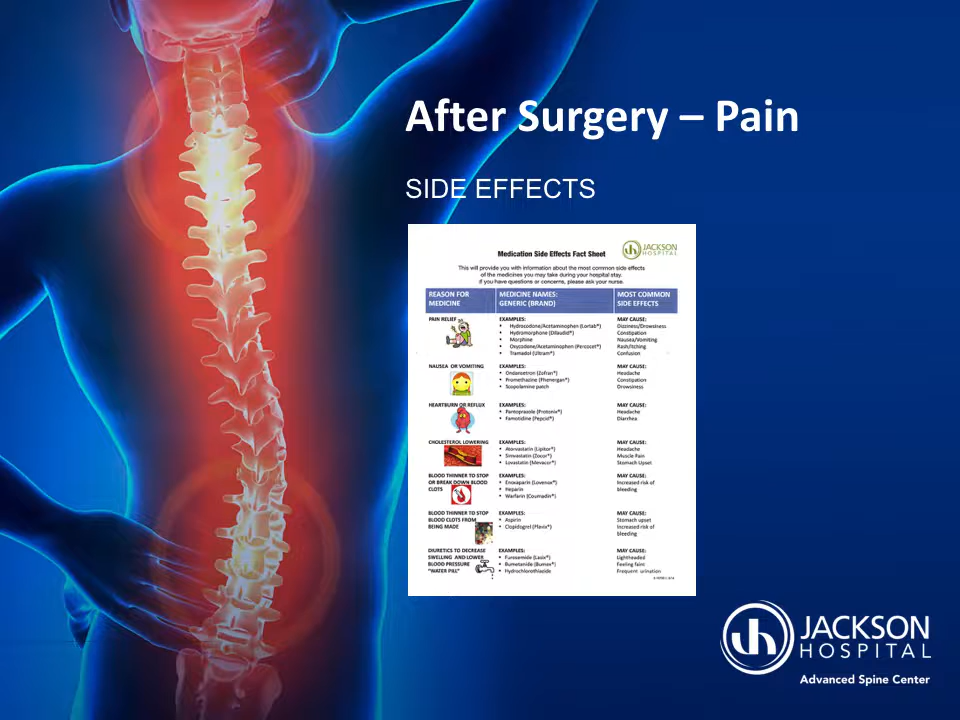 After Surgery – Pain
SIDE EFFECTS
JACKSON
HOSPITAL
Medication Side Effects Fact Sheet
This will provide you with information about the most common side effects
of the medicines you may take during your hospital stay.
If you have questions or concerns, please ask your nurse.
REASON FOR MEDICINE
MEDICINE NAMES: GENERIC (BRAND)
MOST COMMON SIDE EFFECTS
PAIN RELIEF
EXAMPLES:
• Hydrocodone/Acetaminophen (Lortab®)
• Hydromorphone (Dilaudid®)
• Morphine
• Oxycodone/Acetaminophen (Percocet®)
• Tramadol (Ultram®)
MAY CAUSE:
Dizziness/Drowsiness
Constipation
Nausea/Vomiting
Rash/Itching
Confusion
NAUSEA OR VOMITING
EXAMPLES:
• Ondansetron (Zofran®)
• Promethazine (Phenergan®)
• Scopolamine patch
MAY CAUSE:
Headache
Constipation
Drowsiness
HEARTBURN OR REFLUX
EXAMPLES:
• Pantoprazole (Protonix®)
• Famotidine (Pepcid®)
MAY CAUSE:
Headache
Diarrhea
CHOLESTEROL LOWERING
EXAMPLES:
• Atorvastatin (Lipitor®)
• Simvastatin (Zocor®)
• Lovastatin (Mevacor®)
MAY CAUSE:
Headache
Muscle Pain
Stomach Upset
BLOOD THINNER TO STOP
OR BREAK DOWN BLOOD
CLOTS
EXAMPLES:
• Enoxaparin (Lovenox®)
• Heparin
• Warfarin (Coumadin®)
MAY CAUSE:
Increased risk of
bleeding
BLOOD THINNER TO STOP
BLOOD CLOTS FROM
BEING MADE
EXAMPLES:
• Aspirin
• Clopidogrel (Plavix®)
MAY CAUSE:
Stomach upset
Increased risk of
bleeding
DIURETICS TO DECREASE
SWELLING AND LOWER
BLOOD PRESSURE
"WATER PILL"
EXAMPLES:
• Furosemide (Lasix®)
• Bumetanide (Bumex®)
• Hydrochlorothiazide
MAY CAUSE:
Lightheaded
Feeling faint
Frequent urination
JACKSON
HOSPITAL
Advanced Spine Center